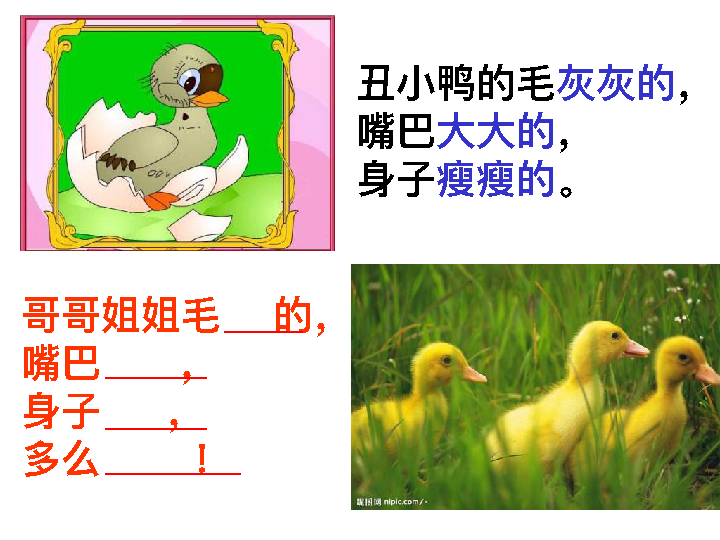 丑小鸭的毛灰灰的，
嘴巴大大的，
身子瘦瘦的。
哥哥姐姐毛___的，
嘴巴____，
身子____，
多么_____！
昵图网 nipic.com/